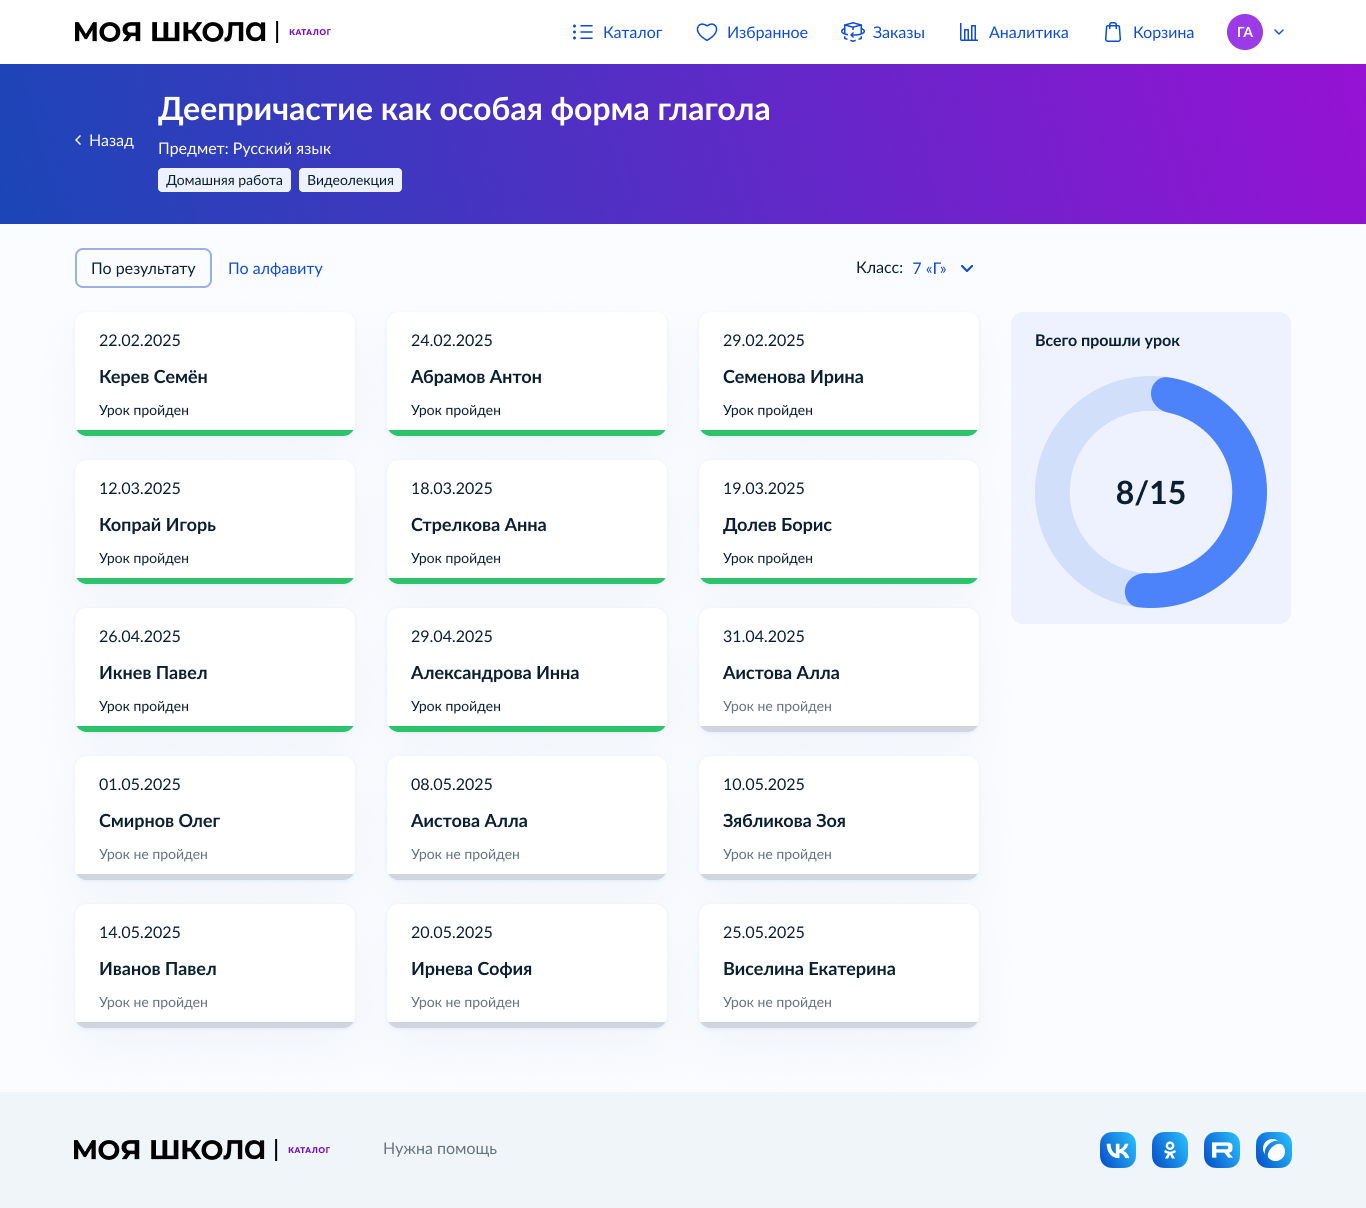 МОЯ ШКОЛА | КАТАЛОГ
Каталог
Избранное
Заказы
Аналитика
Корзина
ГА
Назад
Деепричастие как особая форма глагола
Предмет: Русский язык
Домашняя работа
Видеолекция
По результату
По алфавиту
Класс: 7 «Г»
22.02.2025
Керев Семён
Урок пройден
24.02.2025
Абрамов Антон
Урок пройден
29.02.2025
Семенова Ирина
Урок пройден
Всего прошли урок
8/15
12.03.2025
Копрай Игорь
Урок пройден
18.03.2025
Стрелкова Анна
Урок пройден
19.03.2025
Долев Борис
Урок пройден
26.04.2025
Икнев Павел
Урок пройден
29.04.2025
Александрова Инна
Урок пройден
31.04.2025
Аистова Алла
Урок не пройден
01.05.2025
Смирнов Олег
Урок не пройден
08.05.2025
Аистова Алла
Урок не пройден
10.05.2025
Зябликова Зоя
Урок не пройден
14.05.2025
Иванов Павел
Урок не пройден
20.05.2025
Ирнева София
Урок не пройден
25.05.2025
Виселина Екатерина
Урок не пройден
МОЯ ШКОЛА | КАТАЛОГ
Нужна помощь